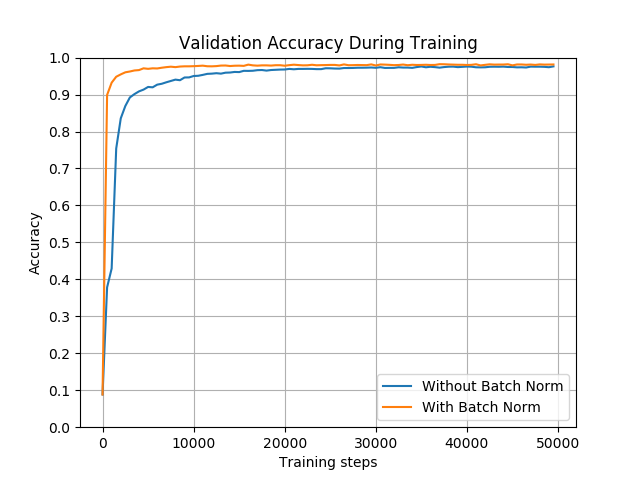 Validation Accuracy During Training
1.0
0.9
0.8
0.7
0.6
0.5
0.4
0.3
0.2
0.1
0.0
Accuracy
Without Batch Norm
With Batch Norm
0 10000 20000 30000 40000 50000
Training steps